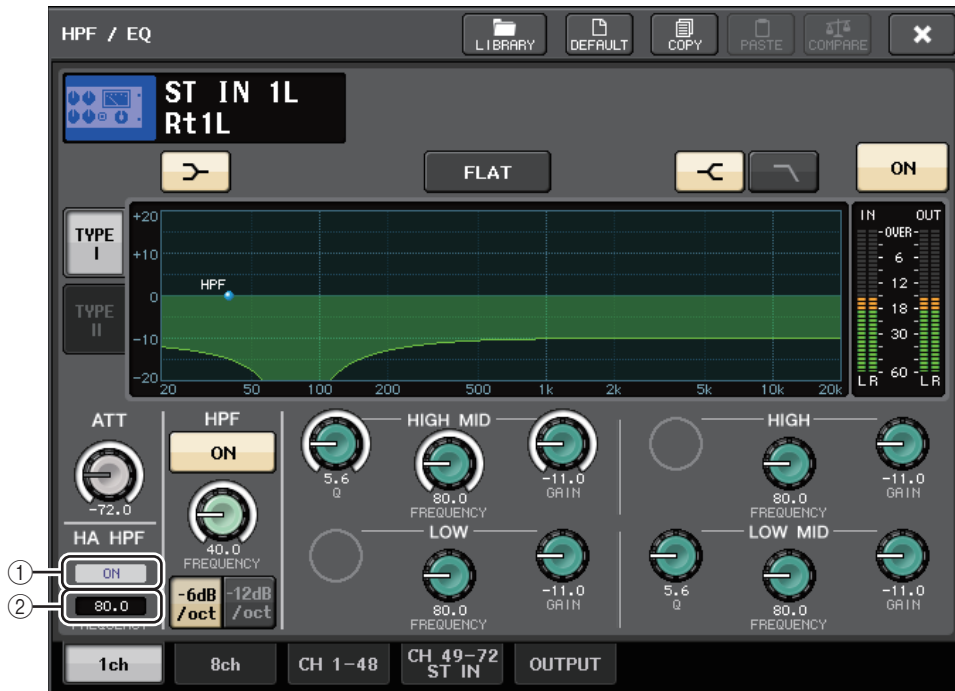 HPF / EQ
LIBRARY
DEFAULT
COPY
PASTE
COMPARE
ST IN 1L
Rt1L
FLAT
ON
TYPE
I
TYPE
II
+20
+10
0
-10
-20
HPF
20 50 100 200 500 1k 2k 5k 10k 20k
IN OUT
OVER
6
12
18
30
60
L R L R
ATT
-72.0
HA HPF
① ON
② 80.0
FREQUENCY
HPF
ON
40.0
FREQUENCY
-6dB
/oct
-12dB
/oct
HIGH MID
5.6
Q
80.0
FREQUENCY
-11.0
GAIN
HIGH
80.0
FREQUENCY
-11.0
GAIN
LOW
80.0
FREQUENCY
-11.0
GAIN
LOW MID
5.6
Q
80.0
FREQUENCY
-11.0
GAIN
1ch
8ch
CH 1-48
CH 49-72
ST IN
OUTPUT